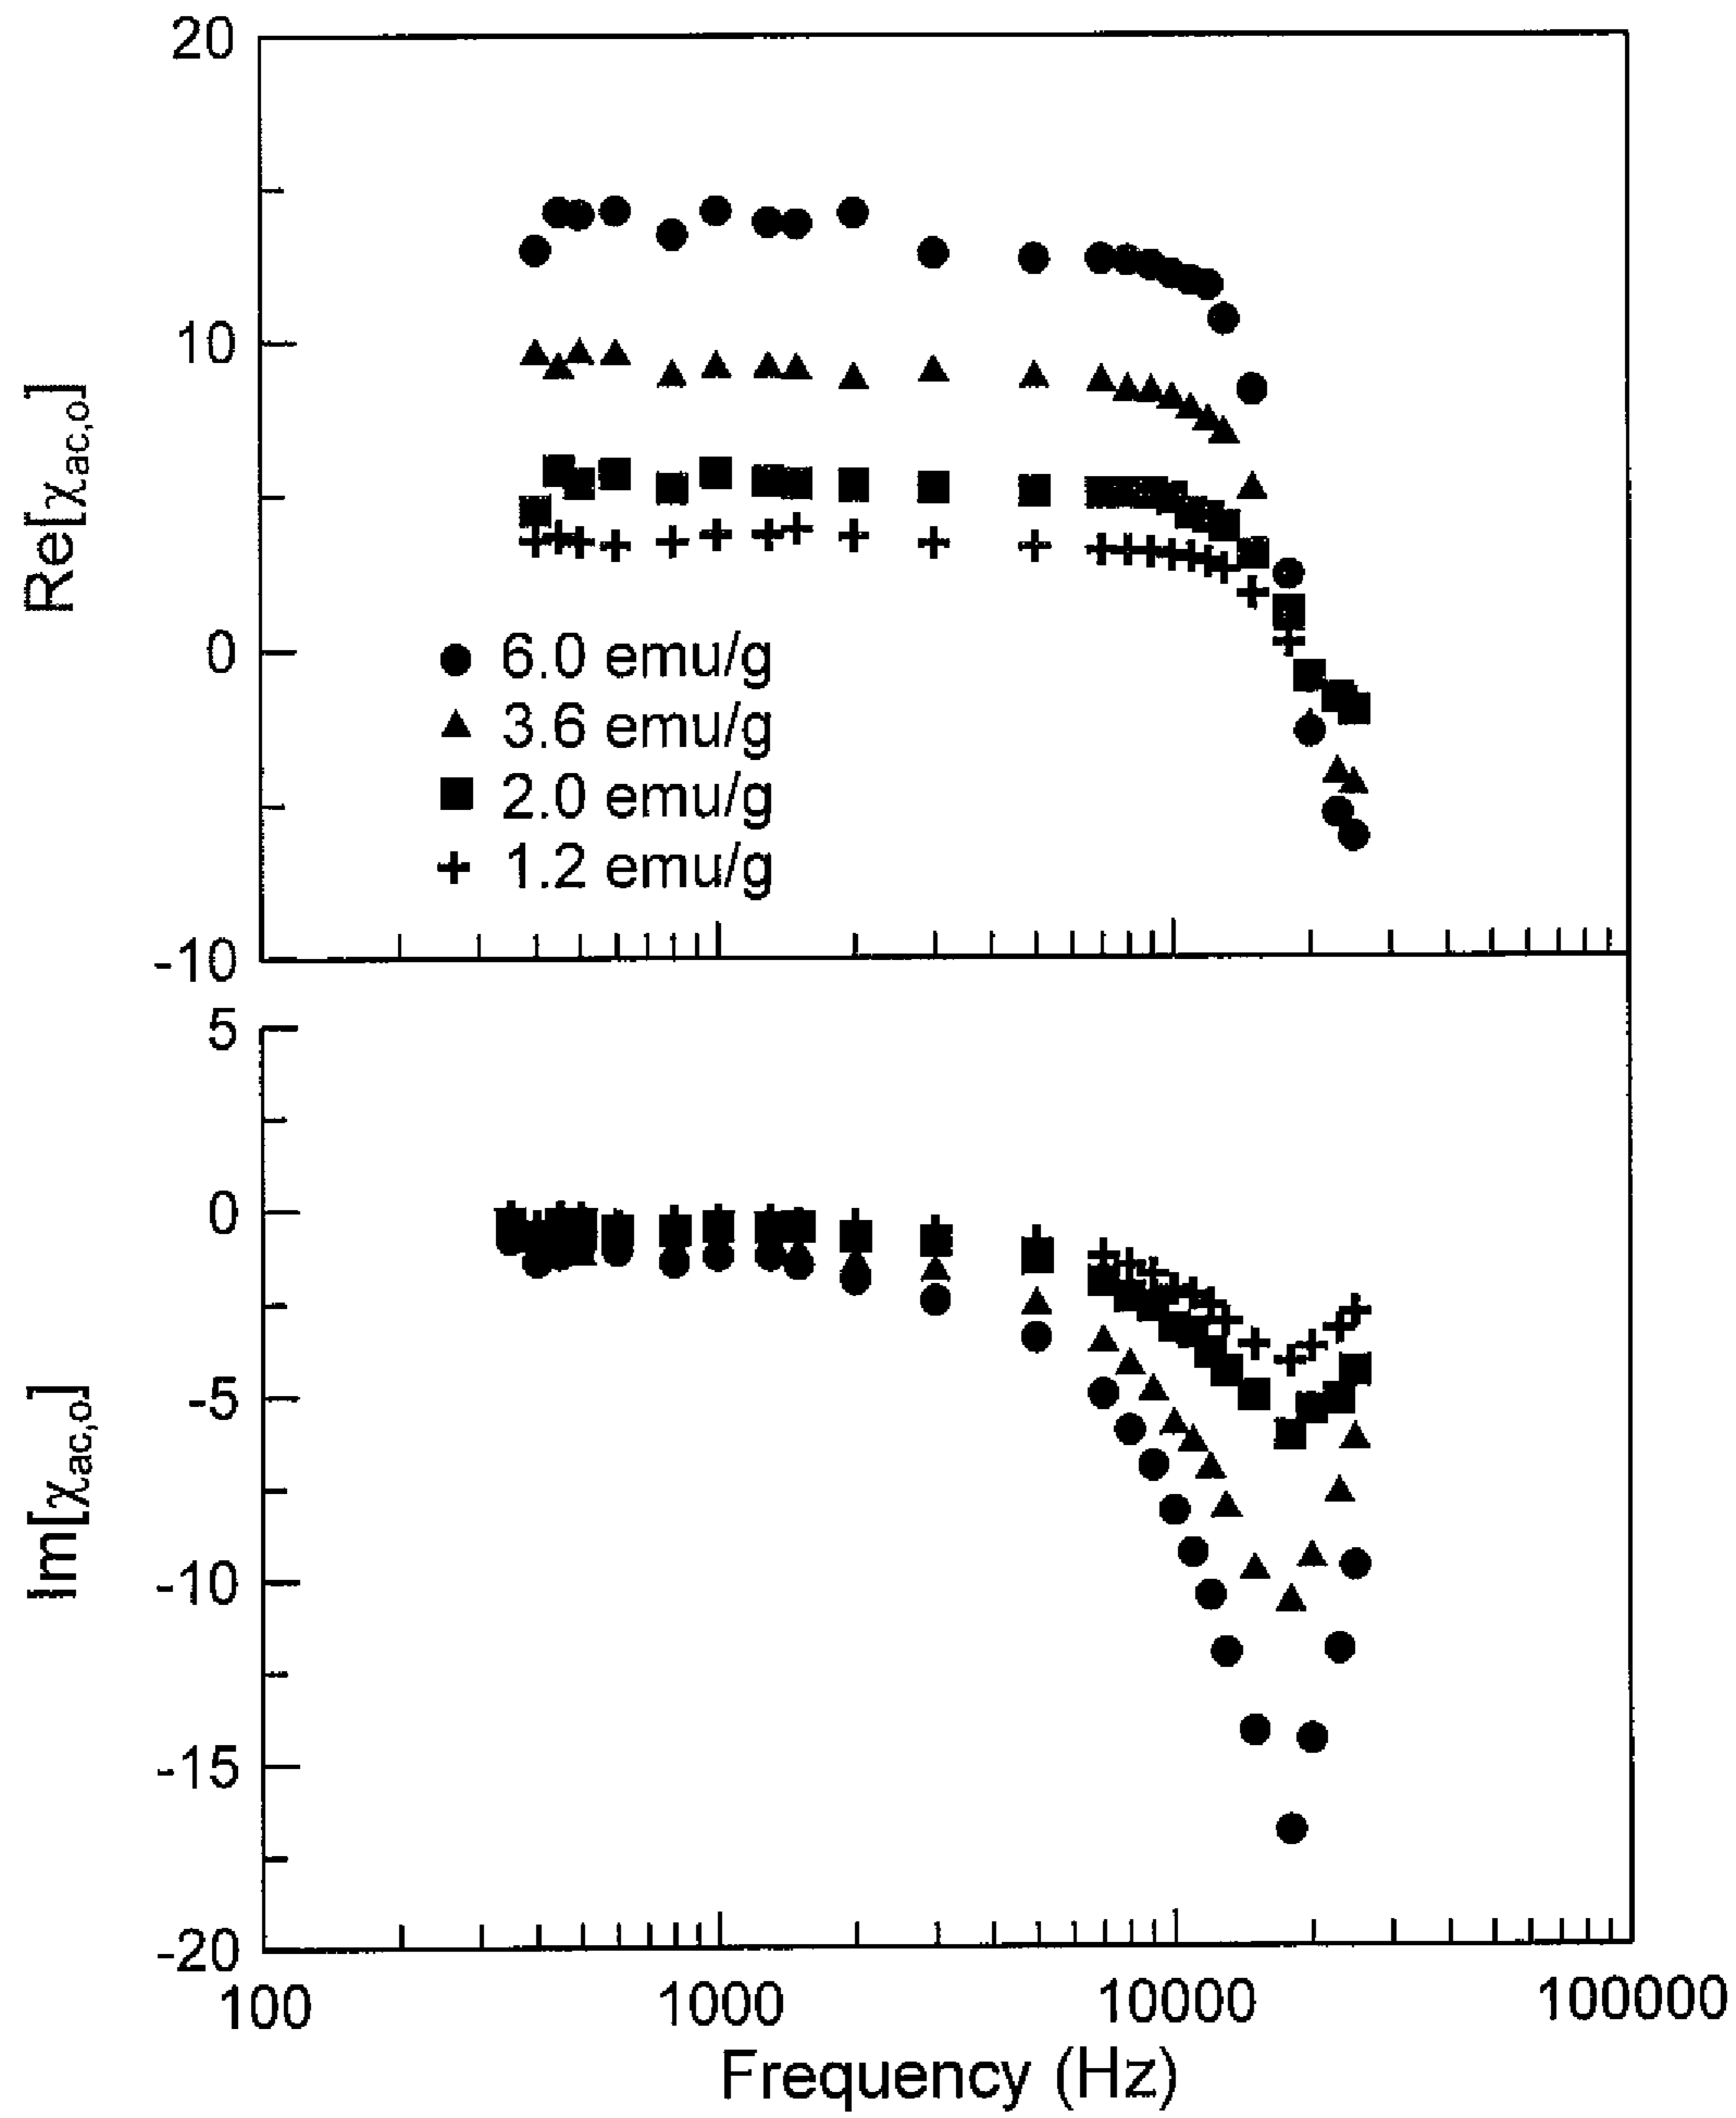 20
10
0
-10
Re[χac,o]
6.0 emu/g
3.6 emu/g
2.0 emu/g
1.2 emu/g
5
0
-5
-10
-15
-20
Im[χac,o]
100 1000 10000 100000
Frequency (Hz)